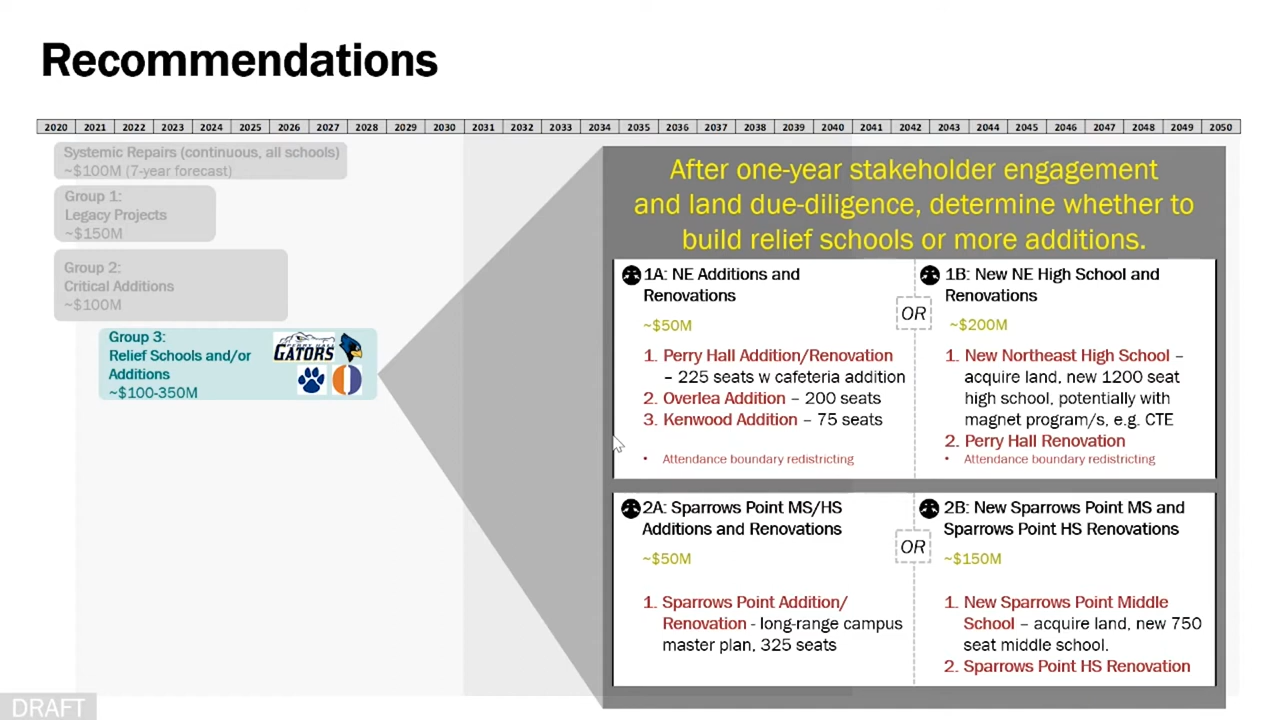 Recommendations
2020 2021 2022 2023 2024 2025 2026 2027 2028 2029 2030 2031 2032 2033 2034 2035 2036 2037 2038 2039 2040 2041 2042 2043 2044 2045 2046 2047 2048 2049 2050
Systemic Repairs (continuous, all schools)
~$100M (7-year forecast)
Group 1:
Legacy Projects
~$150M
Group 2:
Critical Additions
~$100M
Group 3:
Relief Schools and/or
Additions
~$100-350M
PERRY HALL
GATORS
After one-year stakeholder engagement
and land due-diligence, determine whether to
build relief schools or more additions.
1A: NE Additions and
Renovations
~$50M
1. Perry Hall Addition/Renovation
– 225 seats w cafeteria addition
2. Overlea Addition – 200 seats
3. Kenwood Addition – 75 seats
• Attendance boundary redistricting
OR
1B: New NE High School and
Renovations
~$200M
1. New Northeast High School –
acquire land, new 1200 seat
high school, potentially with
magnet program/s, e.g. CTE
2. Perry Hall Renovation
• Attendance boundary redistricting
2A: Sparrows Point MS/HS
Additions and Renovations
~$50M
1. Sparrows Point Addition/
Renovation - long-range campus
master plan, 325 seats
OR
2B: New Sparrows Point MS and
Sparrows Point HS Renovations
~$150M
1. New Sparrows Point Middle
School – acquire land, new 750
seat middle school.
2. Sparrows Point HS Renovation
DRAFT